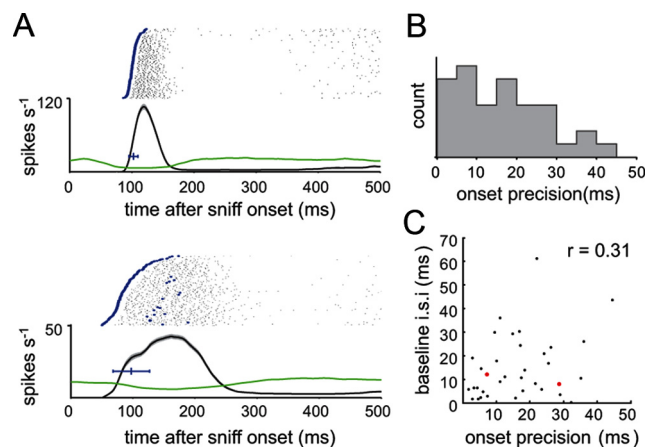 A
120
spikes s⁻¹
0 100 200 300 400 500
time after sniff onset (ms)
50
spikes s⁻¹
0 100 200 300 400 500
time after sniff onset (ms)
B
count
0 10 20 30 40 50
onset precision(ms)
C
r = 0.31
baseline i.s.i (ms)
70
60
50
40
30
20
10
0
10 20 30 40 50
onset precision (ms)